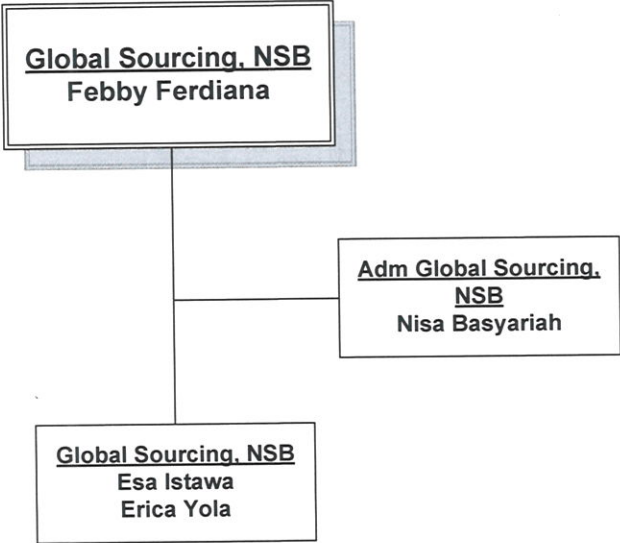 Global Sourcing, NSB
Febby Ferdiana
Adm Global Sourcing,
NSB
Nisa Basyariah
Global Sourcing, NSB
Esa Istawa
Erica Yola